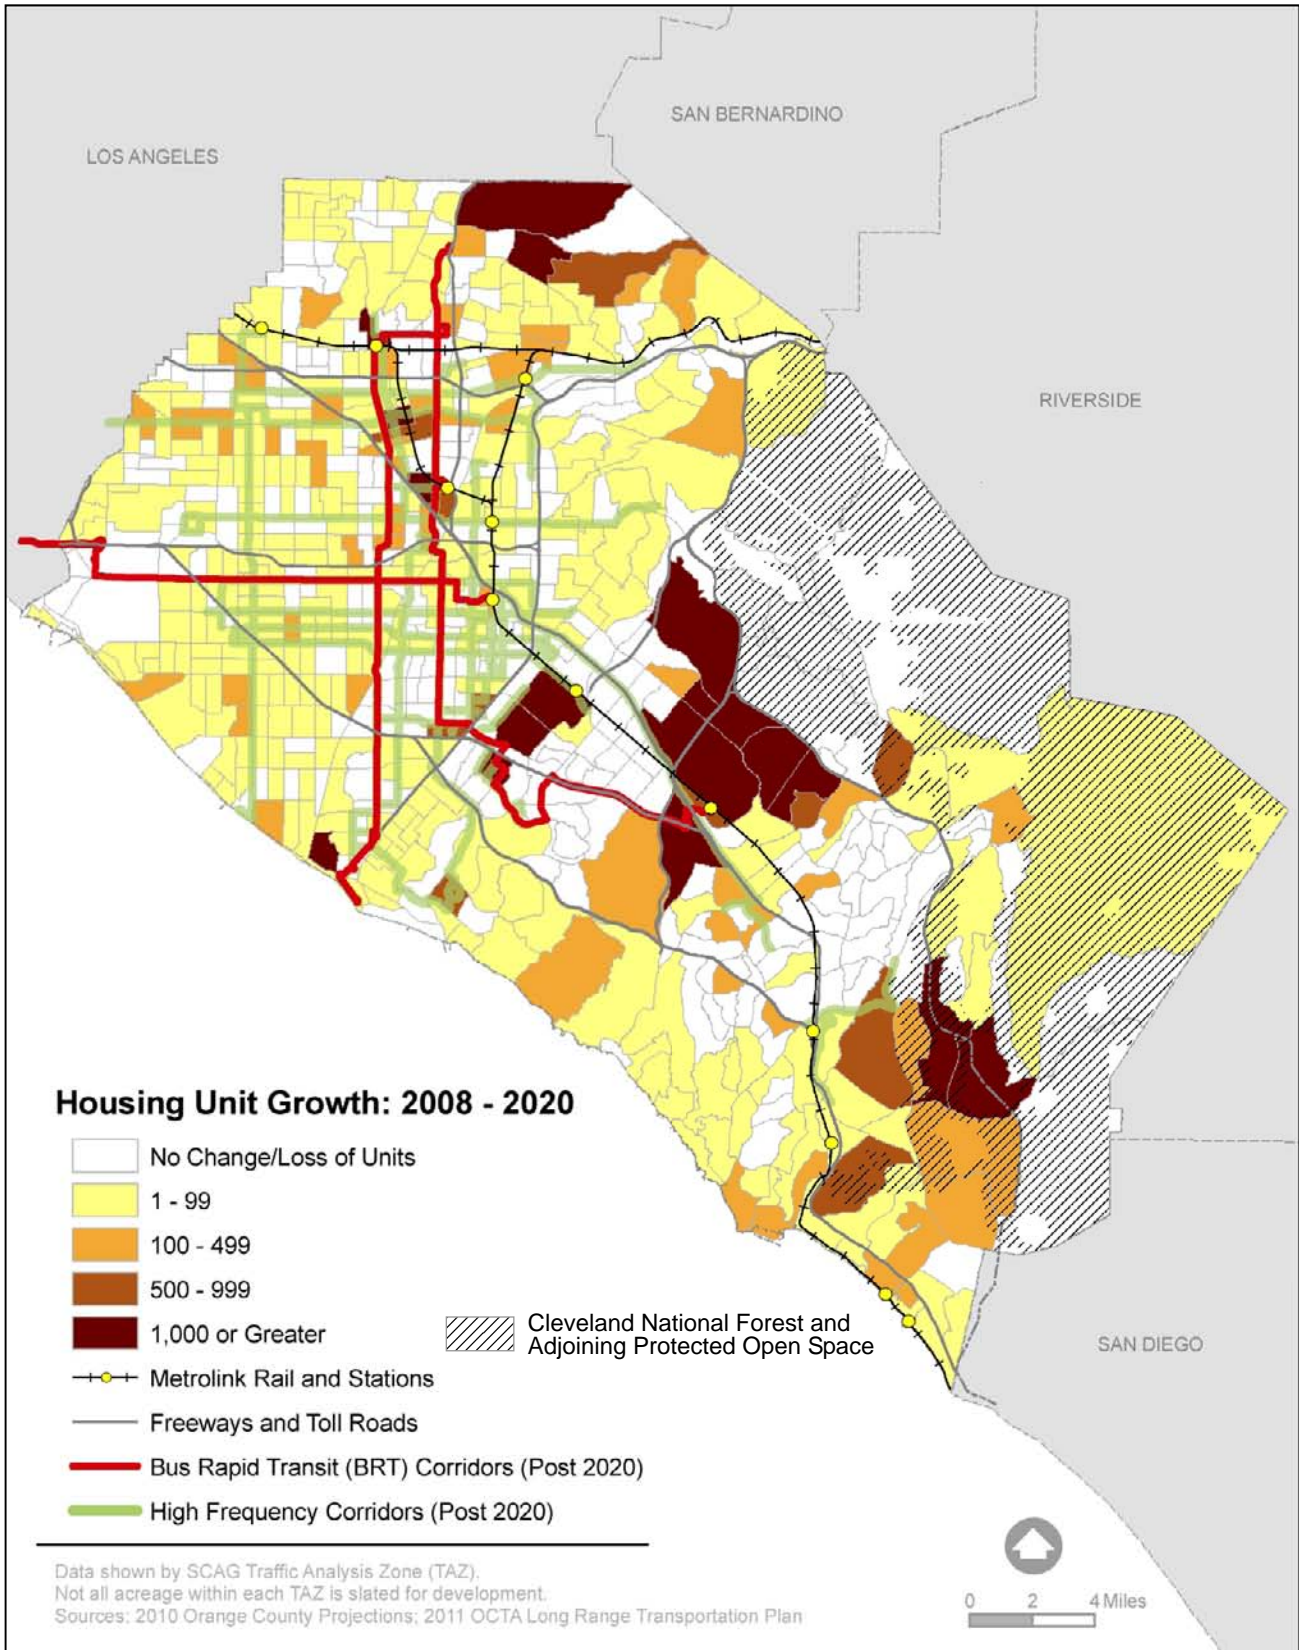 SAN BERNARDINO
LOS ANGELES
RIVERSIDE
Housing Unit Growth: 2008 - 2020
No Change/Loss of Units
1 - 99
100 - 499
500 - 999
1,000 or Greater
Cleveland National Forest and
Adjoining Protected Open Space
SAN DIEGO
Metrolink Rail and Stations
Freeways and Toll Roads
Bus Rapid Transit (BRT) Corridors (Post 2020)
High Frequency Corridors (Post 2020)
Data shown by SCAG Traffic Analysis Zone (TAZ).
Not all acreage within each TAZ is slated for development.
Sources: 2010 Orange County Projections; 2011 OCTA Long Range Transportation Plan
0 2 4 Miles